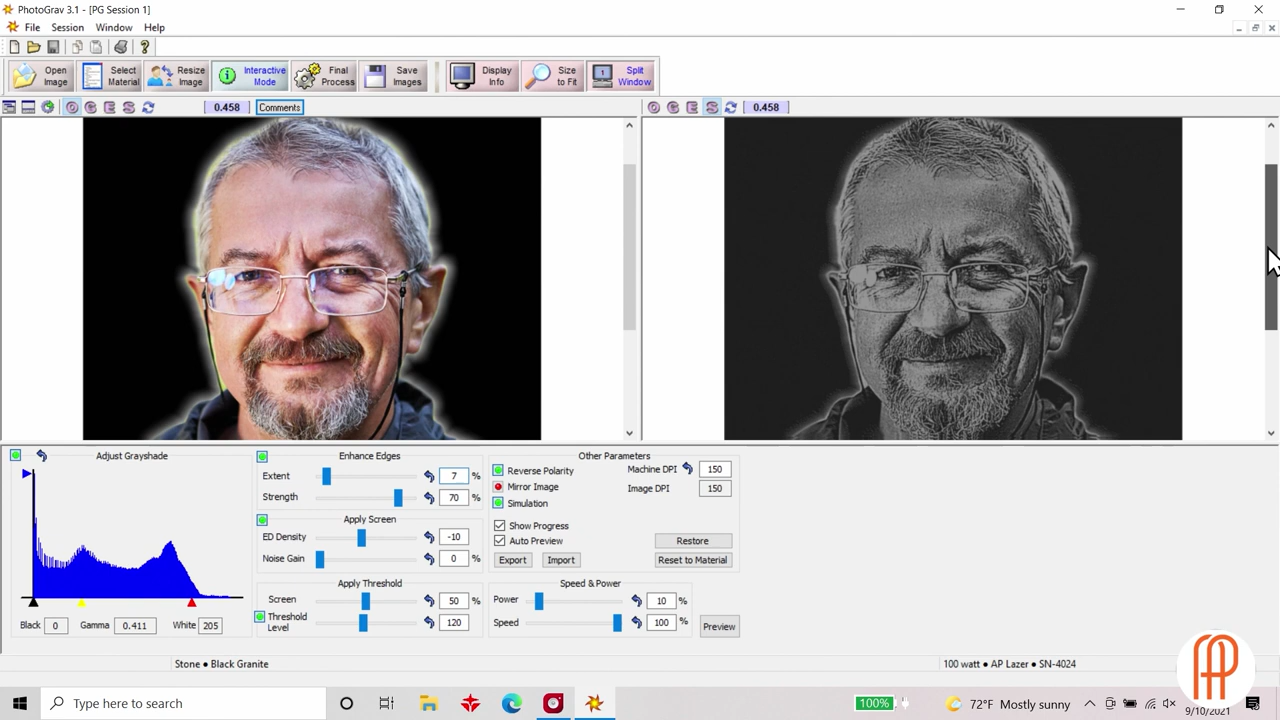 PhotoGrav 3.1 - [PG Session 1]
File Session Window Help
Open Image
Select Material
Resize Image
Interactive Mode
Final Process
Save Images
Display Info
Size to Fit
Split Window
0.458 Comments
0.458
Adjust Grayshade
Black 0 Gamma 0.411 White 205
Enhance Edges
Extent 7 %
Strength 70 %
Apply Screen
ED Density -10
Noise Gain 0 %
Apply Threshold
Screen 50 %
Threshold Level 120
Other Parameters
Reverse Polarity
Mirror Image
Simulation
Machine DPI 150
Image DPI 150
Show Progress
Auto Preview
Restore
Export Import Reset to Material
Speed & Power
Power 10 %
Speed 100 %
Preview
Stone ● Black Granite
100 watt ● AP Lazer ● SN-4024
Type here to search
100%
72°F Mostly sunny
9/10/2021